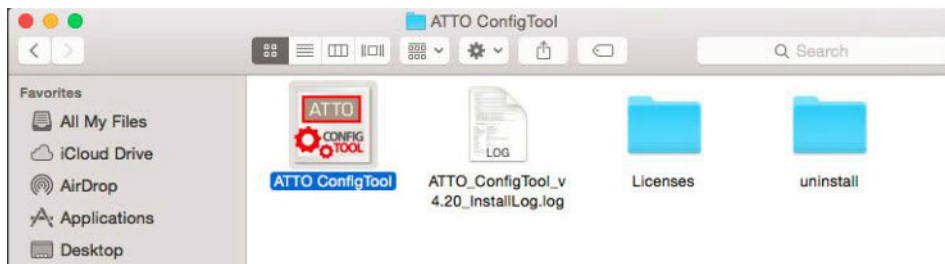 ATTO ConfigTool
Search
Favorites
All My Files
iCloud Drive
AirDrop
Applications
Desktop
ATTO
CONFIG
TOOL
ATTO ConfigTool
LOG
ATTO_ConfigTool_v
4.20_InstallLog.log
Licenses
uninstall